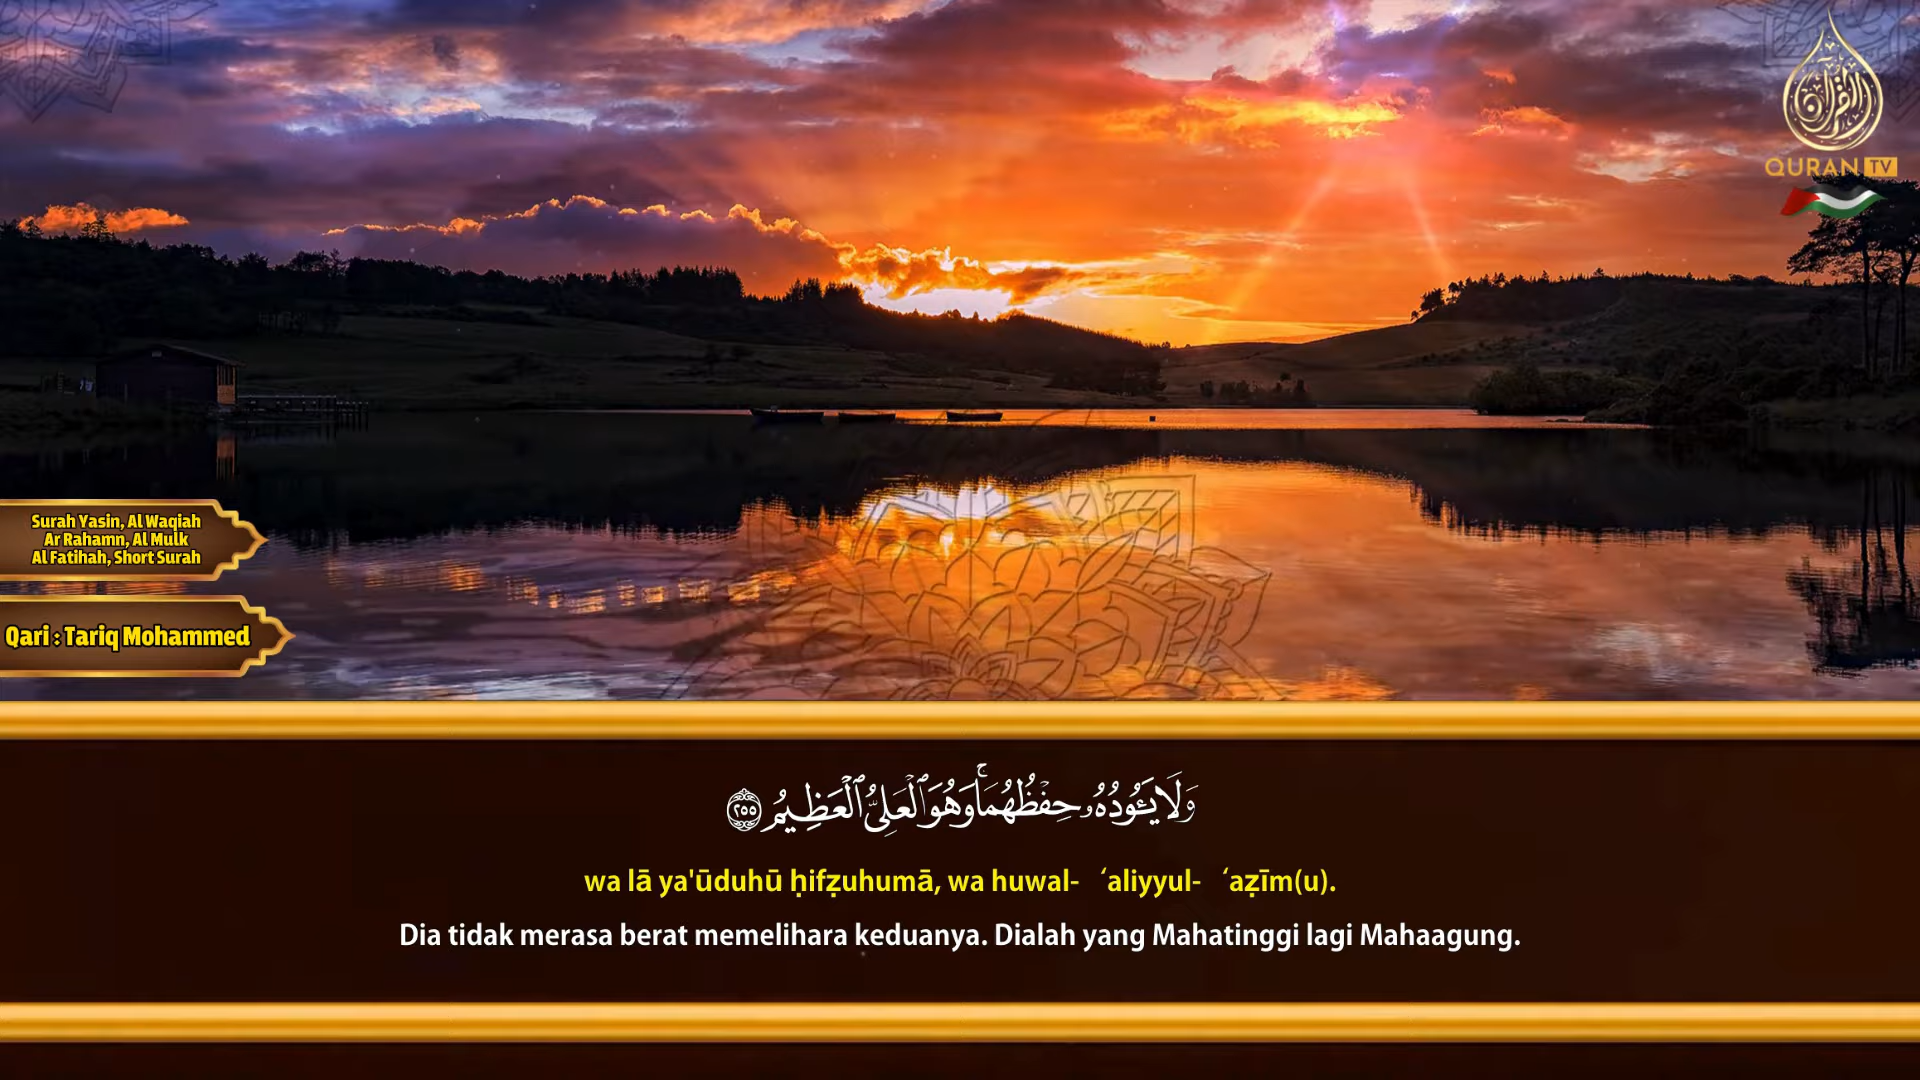 القرآن
QURAN TV
Surah Yasin, Al Waqiah
Ar Rahamn, Al Mulk
Al Fatihah, Short Surah
Qari : Tariq Mohammed
وَلَا يَـُٔودُهُۥ حِفْظُهُمَاۚ وَهُوَ ٱلْعَلِىُّ ٱلْعَظِيمُ ٢٥٥
wa lā ya'ūduhū ḥifẓuhumā, wa huwal- ‘aliyyul- ‘aẓīm(u).
Dia tidak merasa berat memelihara keduanya. Dialah yang Mahatinggi lagi Mahaagung.